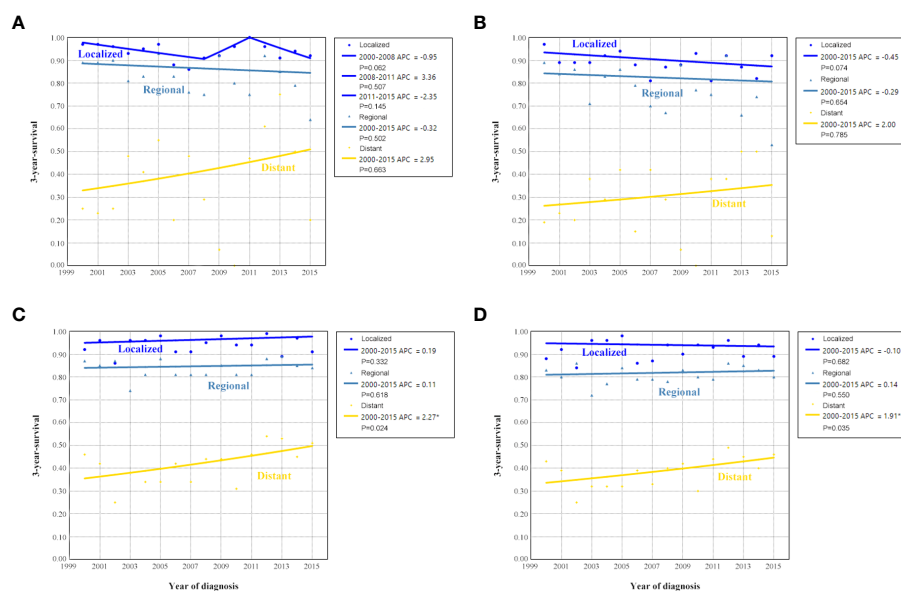 A
1.00
0.90
0.80
0.70
0.60
0.50
0.40
0.30
0.20
0.10
0.00
3-year-survival
1999
2001
2003
2005
2007
2009
2011
2013
2015
Localized
Regional
Distant
Localized
2000-2008 APC = -0.95
P=0.062
2008-2011 APC = 3.36
P=0.507
2011-2015 APC = -2.35
P=0.145
Regional
2000-2015 APC = -0.32
P=0.502
Distant
2000-2015 APC = 2.95
P=0.663
B
1.00
0.90
0.80
0.70
0.60
0.50
0.40
0.30
0.20
0.10
0.00
3-year-survival
1999
2001
2003
2005
2007
2009
2011
2013
2015
Localized
Regional
Distant
Localized
2000-2015 APC = -0.45
P=0.074
Regional
2000-2015 APC = -0.29
P=0.654
Distant
2000-2015 APC = 2.00
P=0.785
C
1.00
0.90
0.80
0.70
0.60
0.50
0.40
0.30
0.20
0.10
0.00
3-year-survival
1999
2001
2003
2005
2007
2009
2011
2013
2015
Year of diagnosis
Localized
Regional
Distant
Localized
2000-2015 APC = 0.19
P=0.332
Regional
2000-2015 APC = 0.11
P=0.618
Distant
2000-2015 APC = 2.27*
P=0.024
D
1.00
0.90
0.80
0.70
0.60
0.50
0.40
0.30
0.20
0.10
0.00
3-year-survival
1999
2001
2003
2005
2007
2009
2011
2013
2015
Year of diagnosis
Localized
Regional
Distant
Localized
2000-2015 APC = -0.10
P=0.682
Regional
2000-2015 APC = 0.14
P=0.550
Distant
2000-2015 APC = 1.91*
P=0.035